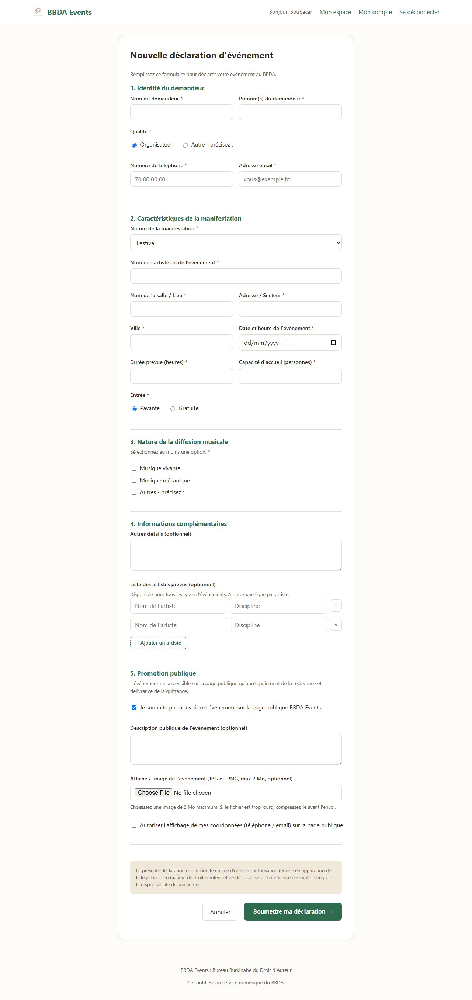 BBDA Events
Bonjour, Boubacar Mon espace Mon compte Se déconnecter
Nouvelle déclaration d'événement
Remplissez ce formulaire pour déclarer votre événement au BBDA.
1. Identité du demandeur
Nom du demandeur * Prénom(s) du demandeur *
Qualité *
Organisateur Autre - précisez :
Numéro de téléphone * Adresse email *
70 00 00 00 vous@exemple.bf
2. Caractéristiques de la manifestation
Nature de la manifestation *
Festival
Nom de l'artiste ou de l'événement *
Nom de la salle / Lieu * Adresse / Secteur *
Ville * Date et heure de l'événement *
dd/mm/yyyy --:--
Durée prévue (heures) * Capacité d'accueil (personnes) *
Entrée *
Payante Gratuite
3. Nature de la diffusion musicale
Sélectionnez au moins une option. *
Musique vivante
Musique mécanique
Autres - précisez :
4. Informations complémentaires
Autres détails (optionnel)
Liste des artistes prévus (optionnel)
Disponible pour tous les types d'événements. Ajoutez une ligne par artiste.
Nom de l'artiste Discipline ×
Nom de l'artiste Discipline ×
+ Ajouter un artiste
5. Promotion publique
L'événement ne sera visible sur la page publique qu'après paiement de la redevance et
délivrance de la quittance.
Je souhaite promouvoir cet événement sur la page publique BBDA Events
Description publique de l'événement (optionnel)
Affiche / Image de l'événement (JPG ou PNG, max 2 Mo, optionnel)
Choose File No file chosen
Choisissez une image de 2 Mo maximum. Si le fichier est trop lourd, compressez-le avant l'envoi.
Autoriser l'affichage de mes coordonnées (téléphone / email) sur la page publique
La présente déclaration est introduite en vue d'obtenir l'autorisation requise en application de
la législation en matière de droit d'auteur et de droits voisins. Toute fausse déclaration engage
la responsabilité de son auteur.
Annuler Soumettre ma déclaration →
BBDA Events : Bureau Burkinabè du Droit d'Auteur
Cet outil est un service numérique du BBDA.